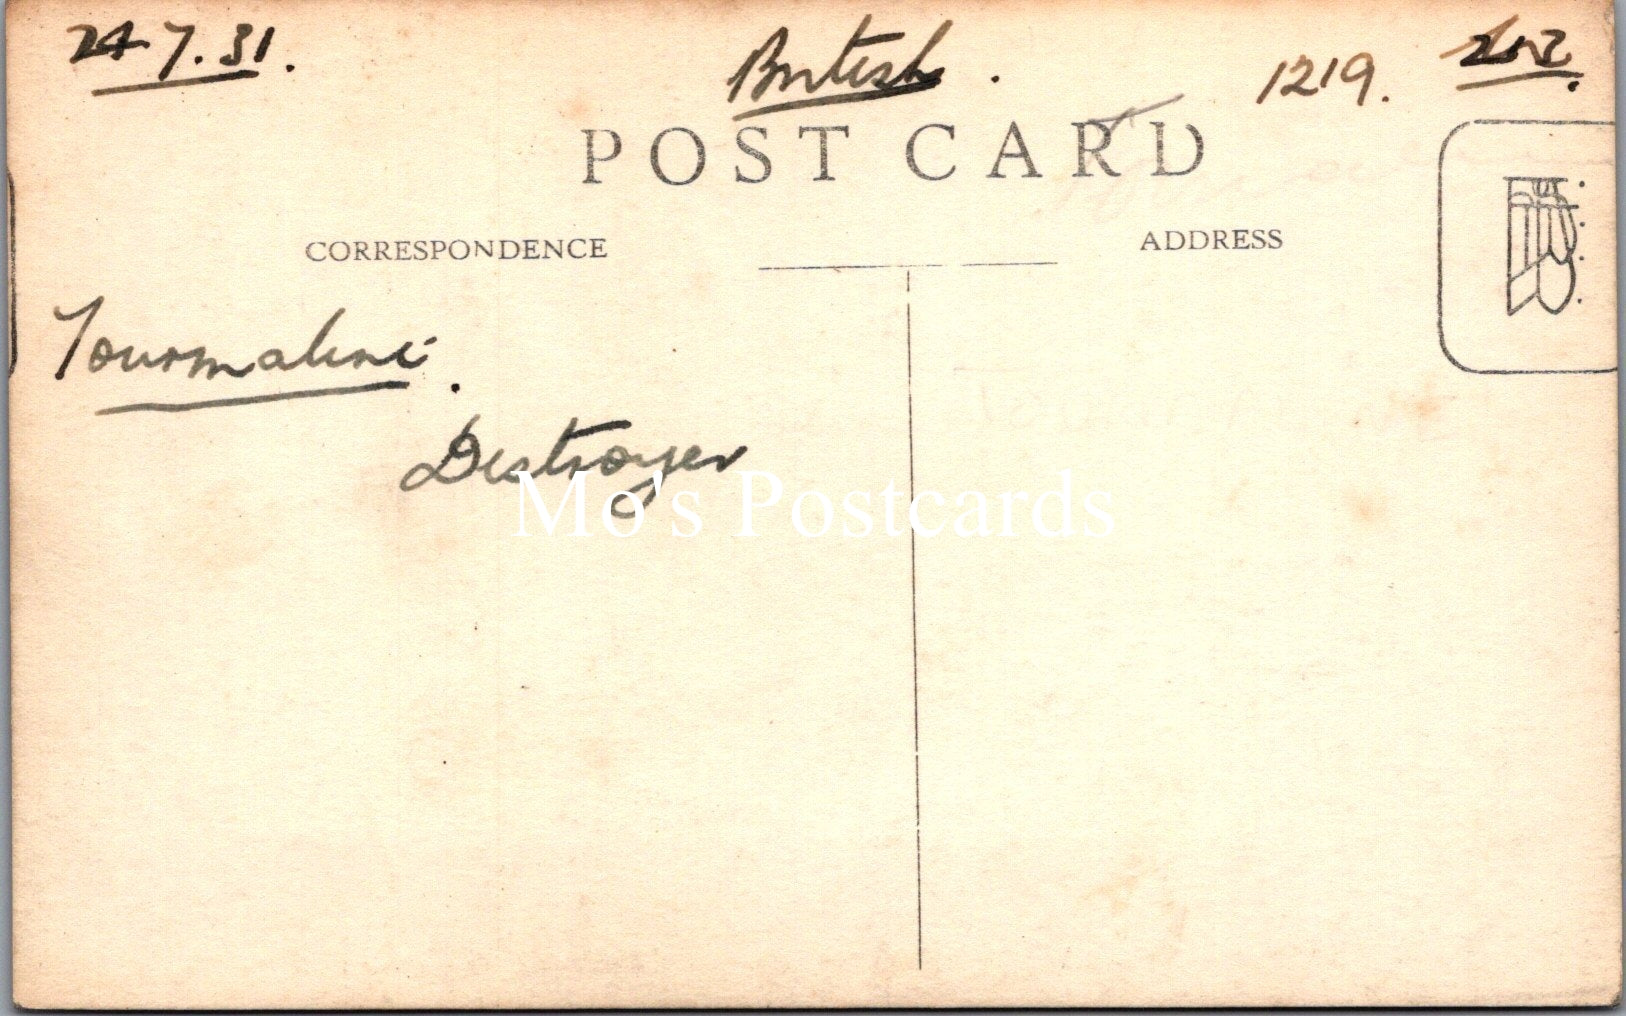 24.7.31.
British.
1219.
POST CARD
CORRESPONDENCE
ADDRESS
Tourmaline.
Destroyer
Mo's Postcards